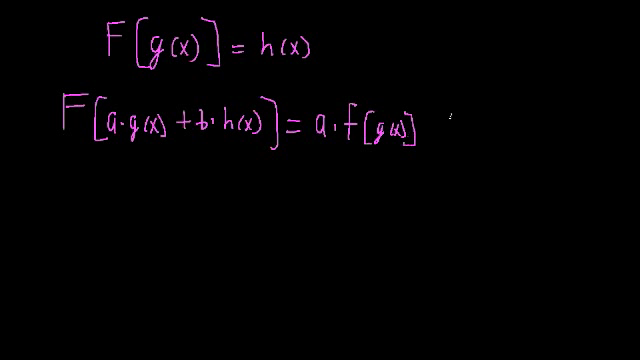 F[g(x)] = h(x)
F[a·g(x) + b·h(x)] = a·f[g(x)]